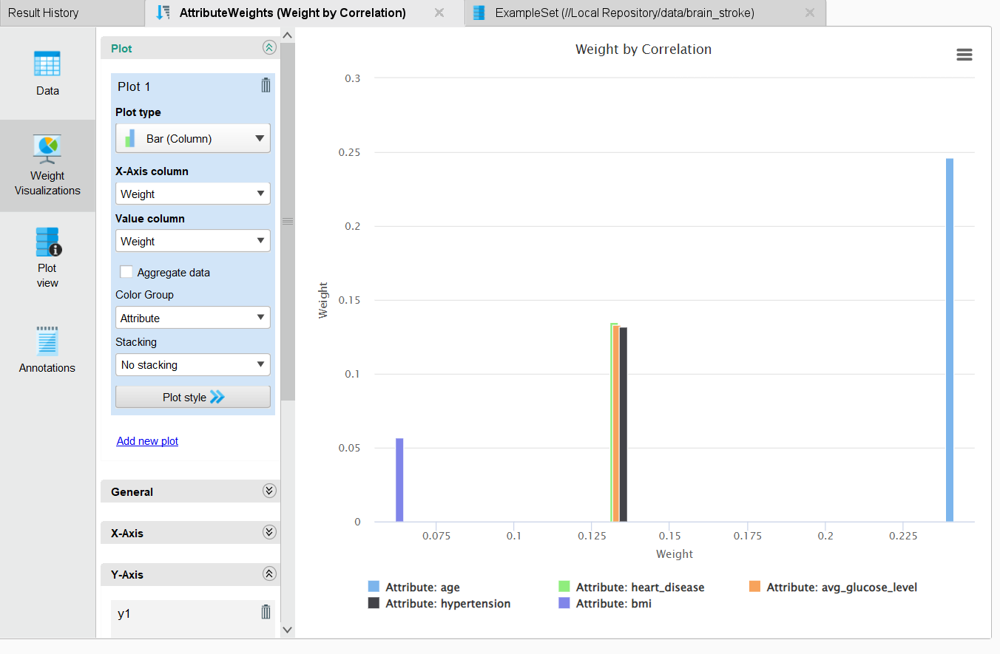 Result History
AttributeWeights (Weight by Correlation)
ExampleSet (//Local Repository/data/brain_stroke)
Data
Weight
Visualizations
Plot
view
Annotations
Plot
Plot 1
Plot type
Bar (Column)
X-Axis column
Weight
Value column
Weight
Aggregate data
Color Group
Attribute
Stacking
No stacking
Plot style
Add new plot
General
X-Axis
Y-Axis
y1
Weight by Correlation
0.3
0.25
0.2
0.15
0.1
0.05
0
Weight
0.075 0.1 0.125 0.15 0.175 0.2 0.225
Weight
Attribute: age Attribute: heart_disease Attribute: avg_glucose_level
Attribute: hypertension Attribute: bmi